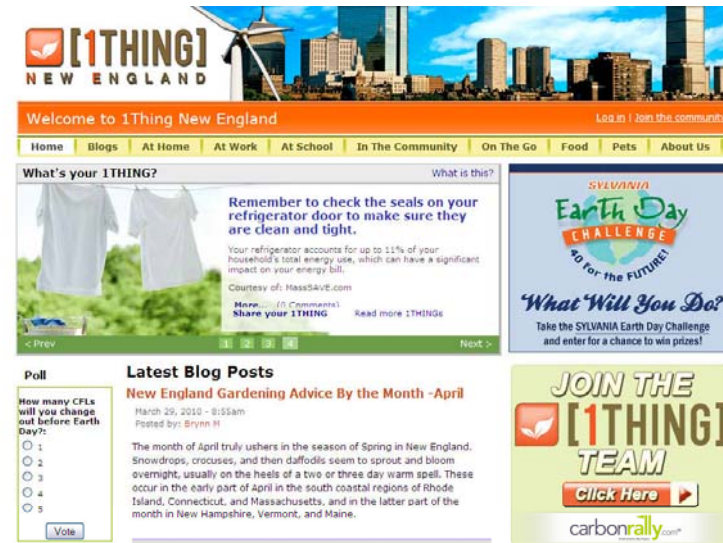 [1THING]
NEW ENGLAND
Welcome to 1Thing New England
Log in | Join the community
Home Blogs At Home At Work At School In The Community On The Go Food Pets About Us
What's your 1THING?
What is this?
Remember to check the seals on your
refrigerator door to make sure they
are clean and tight.
Your refrigerator accounts for up to 11% of your
household's total energy use, which can have a significant
impact on your energy bill.
Courtesy of: MassSAVE.com
More... (0 Comments)
Share your 1THING Read more 1THINGs
< Prev 1 2 3 4 Next >
SYLVANIA
Earth Day
CHALLENGE
40 For the FUTURE!
What Will You Do?
Take the SYLVANIA Earth Day Challenge
and enter for a chance to win prizes!
Poll
How many CFLs
will you change
out before Earth
Day?:
1
2
3
4
5
Vote
Latest Blog Posts
New England Gardening Advice By the Month -April
March 29, 2010 - 8:55am
Posted by: Brynn M
The month of April truly ushers in the season of Spring in New England.
Snowdrops, crocuses, and then daffodils seem to sprout and bloom
overnight, usually on the heels of a two or three day warm spell. These
occur in the early part of April in the south coastal regions of Rhode
Island, Connecticut, and Massachusetts, and in the latter part of the
month in New Hampshire, Vermont, and Maine.
JOIN THE
[1THING]
TEAM
Click Here
carbonrally.com